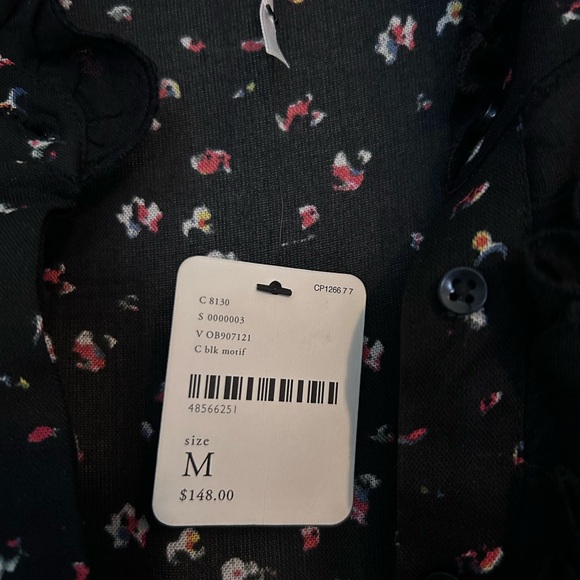 CP1266 7 7
C 8130
S 0000003
V OB907121
C blk motif
48566251
size
M
$148.00